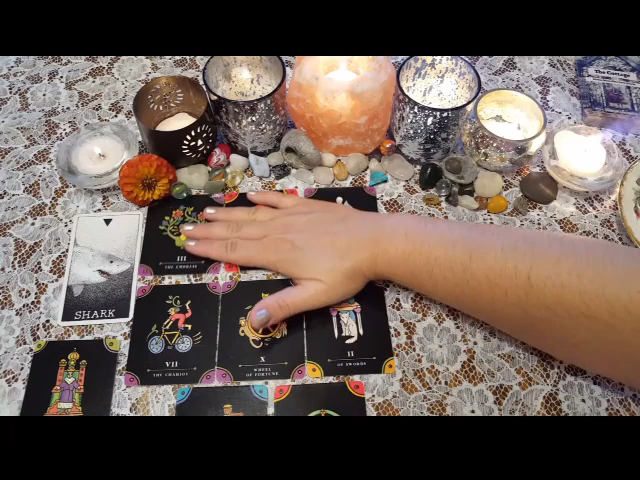 The Cottage
III
THE EMPRESS
SHARK
VII
THE CHARIOT
X
WHEEL
OF FORTUNE
II
OF SWORDS